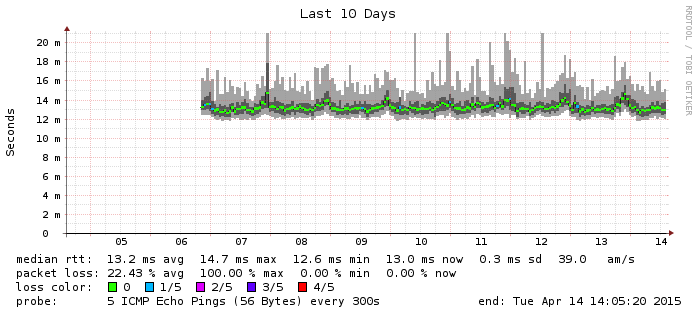 Last 10 Days
RRDTOOL / TOBI OETIKER
Seconds
20 m
18 m
16 m
14 m
12 m
10 m
8 m
6 m
4 m
2 m
0
05 06 07 08 09 10 11 12 13 14
median rtt: 13.2 ms avg 14.7 ms max 12.6 ms min 13.0 ms now 0.3 ms sd 39.0 am/s
packet loss: 22.43 % avg 100.00 % max 0.00 % min 0.00 % now
loss color: 0 1/5 2/5 3/5 4/5
probe: 5 ICMP Echo Pings (56 Bytes) every 300s end: Tue Apr 14 14:05:20 2015